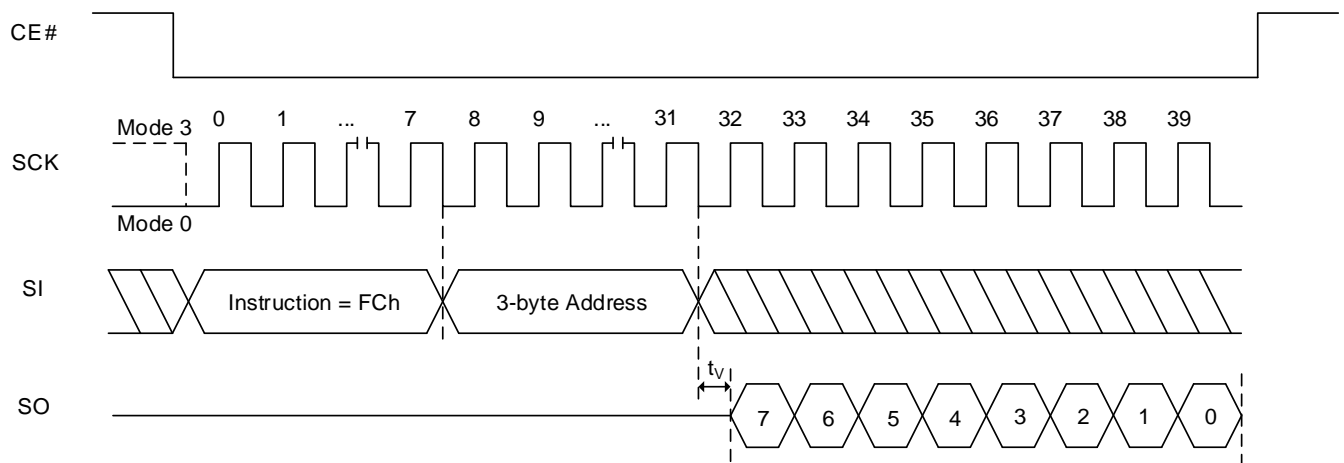 CE#
Mode 3
0 1 ... 7 8 9 ... 31 32 33 34 35 36 37 38 39
SCK
Mode 0
SI
Instruction = FCh
3-byte Address
tV
SO
7 6 5 4 3 2 1 0